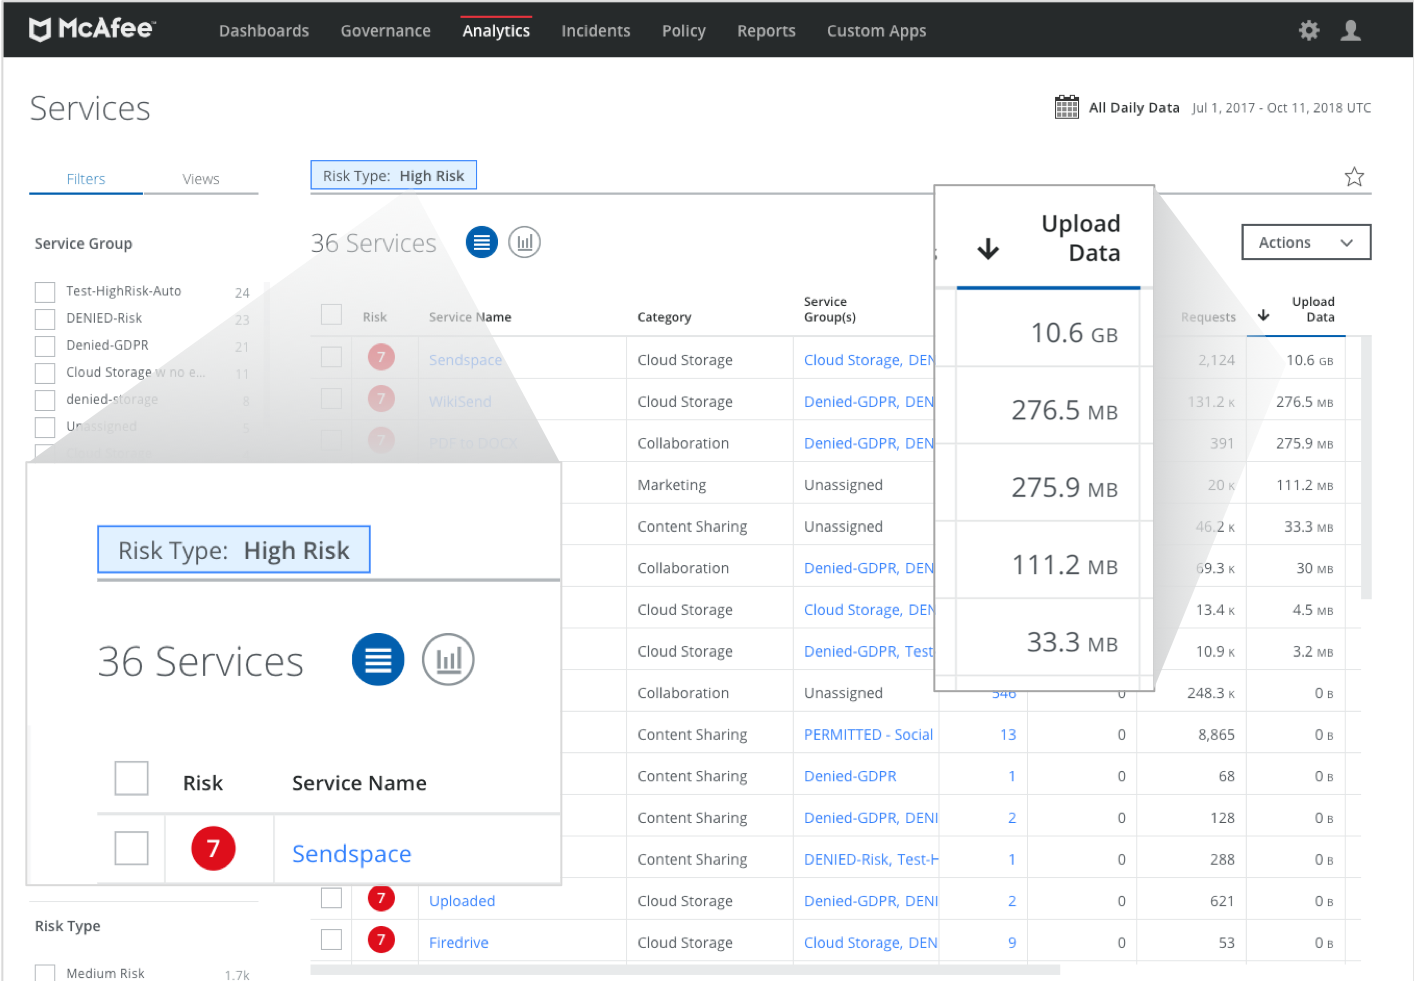 McAfee™ Dashboards Governance Analytics Incidents Policy Reports Custom Apps
Services
All Daily Data Jul 1, 2017 - Oct 11, 2018 UTC
Filters Views
Risk Type: High Risk
Service Group
36 Services
Actions
Test-HighRisk-Auto 24
DENIED-Risk 23
Denied-GDPR 21
Cloud Storage w no e... 11
denied-storage 8
Unassigned 5
Cloud Storage
Risk Service Name Category Service Group(s) Requests Upload Data
7 Sendspace Cloud Storage Cloud Storage, DEN 2,124 10.6 GB
7 WikiSend Cloud Storage Denied-GDPR, DEN 131.2 K 276.5 MB
7 PDF to DOCX Collaboration Denied-GDPR, DEN 391 275.9 MB
Marketing Unassigned 20 K 111.2 MB
Content Sharing Unassigned 46.2 K 33.3 MB
Collaboration Denied-GDPR, DEN 69.3 K 30 MB
Cloud Storage Cloud Storage, DEN 13.4 K 4.5 MB
Cloud Storage Denied-GDPR, Test 10.9 K 3.2 MB
Collaboration Unassigned 546 0 248.3 K 0 B
Content Sharing PERMITTED - Social 13 0 8,865 0 B
Content Sharing Denied-GDPR 1 0 68 0 B
Content Sharing Denied-GDPR, DENI 2 0 128 0 B
Content Sharing DENIED-Risk, Test-H 1 0 288 0 B
7 Uploaded Cloud Storage Denied-GDPR, DENI 2 0 621 0 B
7 Firedrive Cloud Storage Cloud Storage, DEN 9 0 53 0 B
Upload
Data
10.6 GB
276.5 MB
275.9 MB
111.2 MB
33.3 MB
Risk Type: High Risk
36 Services
Risk Service Name
7 Sendspace
Risk Type
Medium Risk 1.7k